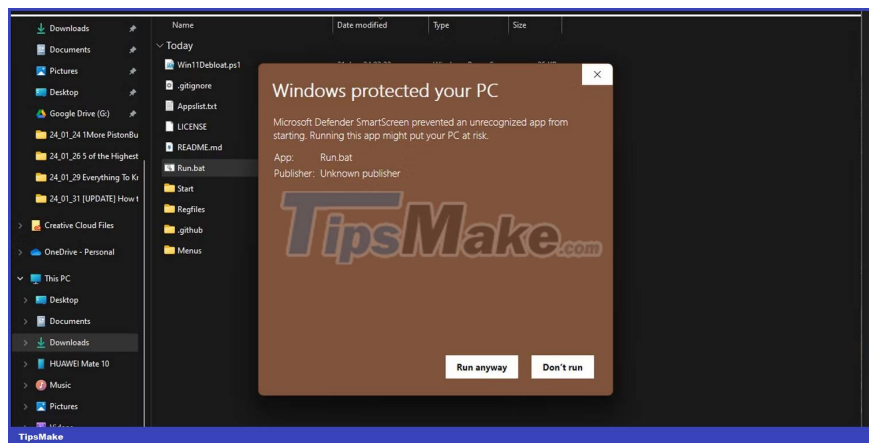 Name Date modified Type Size
Downloads
Documents
Pictures
Desktop
Google Drive (G:)
24_01_24 1More PistonBu
24_01_26 5 of the Highest
24_01_29 Everything To Kr
24_01_31 [UPDATE] How t
Creative Cloud Files
OneDrive - Personal
This PC
Desktop
Documents
Downloads
HUAWEI Mate 10
Music
Pictures
Today
Win11Debloat.ps1
.gitignore
Appslist.txt
LICENSE
README.md
Run.bat
Start
Regfiles
.github
Menus
Windows protected your PC
Microsoft Defender SmartScreen prevented an unrecognized app from
starting. Running this app might put your PC at risk.
App: Run.bat
Publisher: Unknown publisher
TipsMake.com
Run anyway Don't run
TipsMake